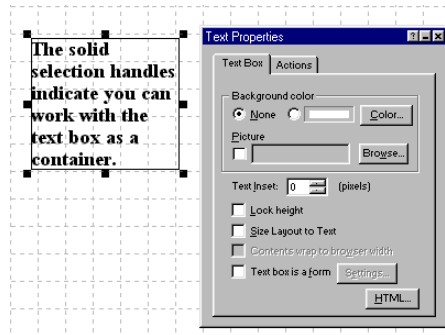 The solid
selection handles
indicate you can
work with the
text box as a
container.
Text Properties
Text Box Actions
Background color
None Color...
Picture
Browse...
Text Inset: 0 (pixels)
Lock height
Size Layout to Text
Contents wrap to browser width
Text box is a form Settings...
HTML...